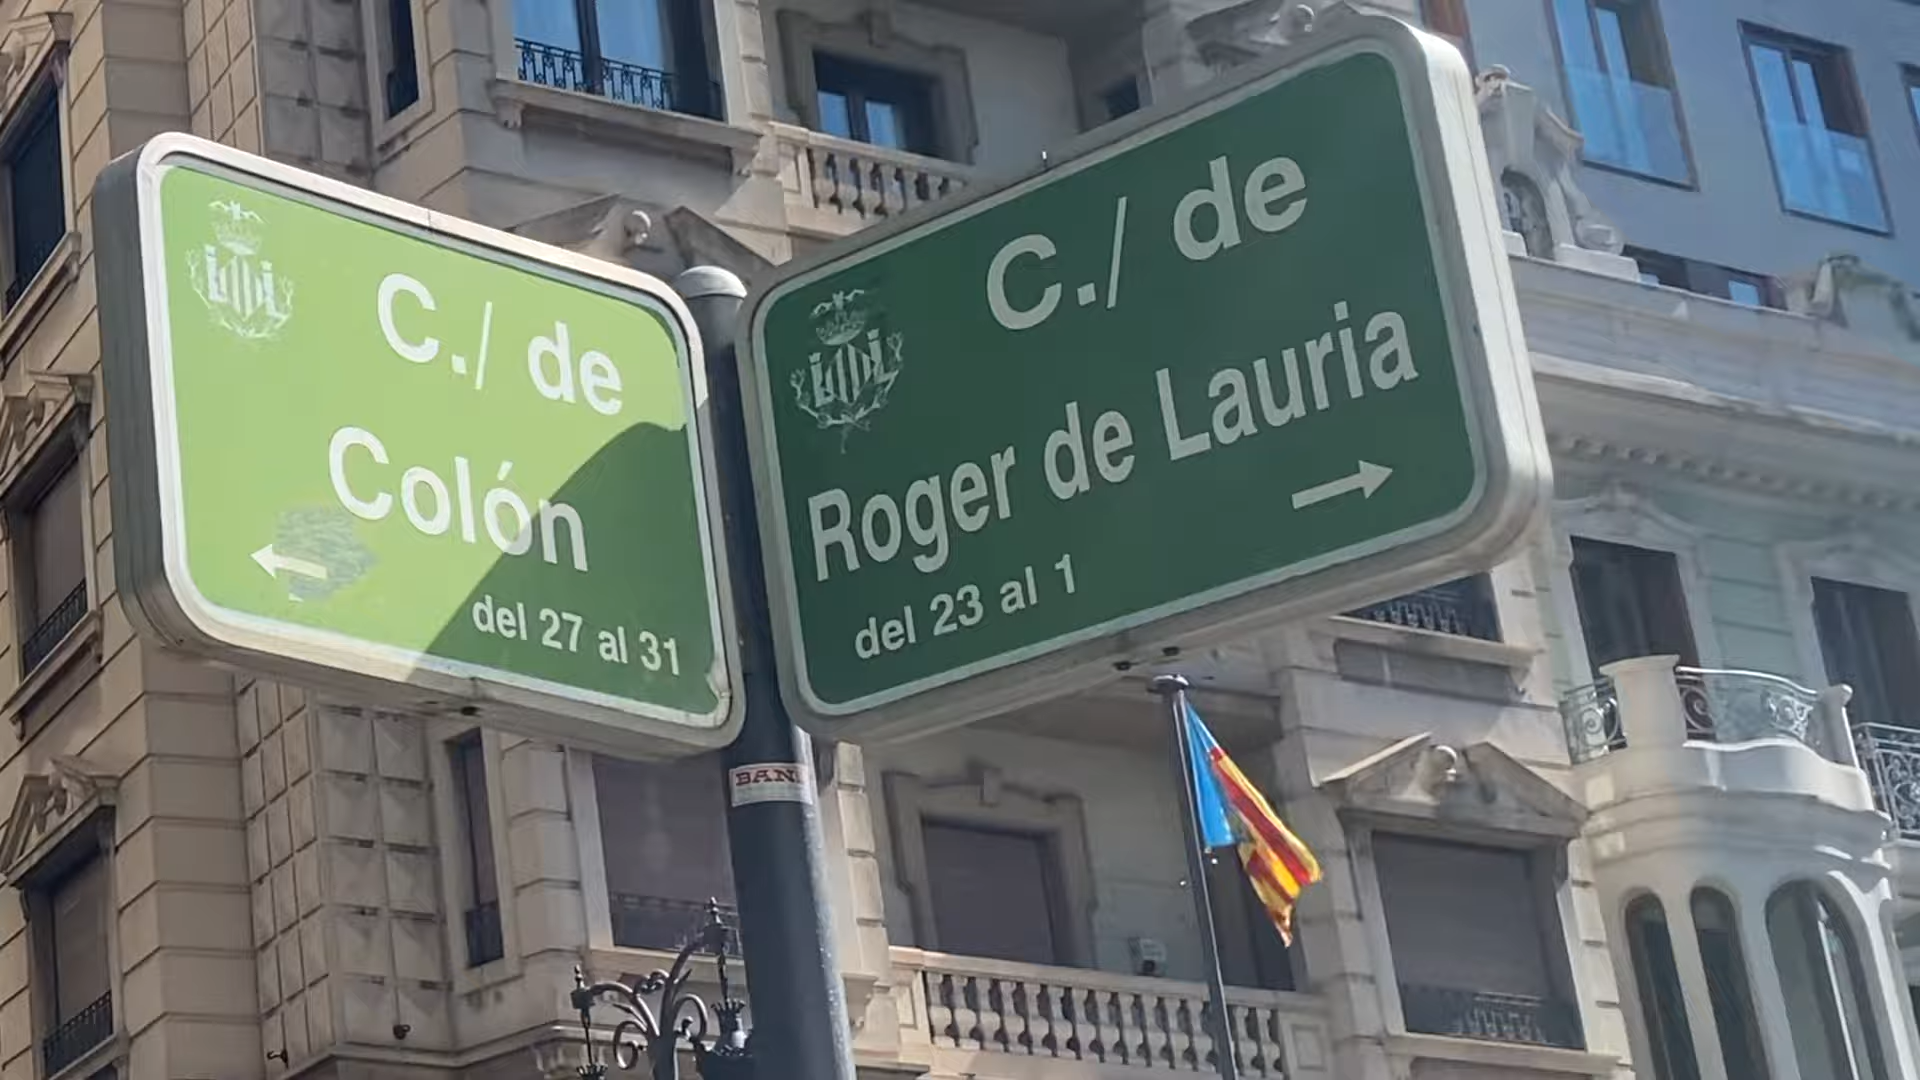 C./ de
Colón
del 27 al 31
C./ de
Roger de Lauria
del 23 al 1